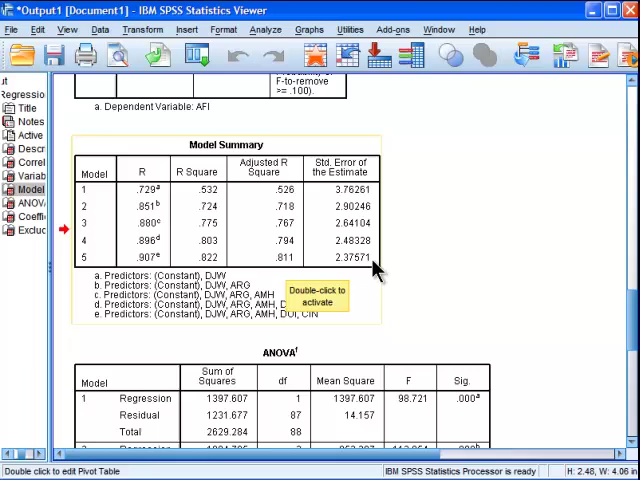 *Output1 [Document1] - IBM SPSS Statistics Viewer
File Edit View Data Transform Insert Format Analyze Graphs Utilities Add-ons Window Help
Regression
Title
Notes
Active
Descr
Correl
Variab
Model
ANOV
Coeffi
Exclud
F-to-remove
>= .100).
a. Dependent Variable: AFI
Model Summary
Model R R Square Adjusted R Square Std. Error of the Estimate
1 .729a .532 .526 3.76261
2 .851b .724 .718 2.90246
3 .880c .775 .767 2.64104
4 .896d .803 .794 2.48328
5 .907e .822 .811 2.37571
a. Predictors: (Constant), DJW
b. Predictors: (Constant), DJW, ARG
c. Predictors: (Constant), DJW, ARG, AMH
d. Predictors: (Constant), DJW, ARG, AMH,
e. Predictors: (Constant), DJW, ARG, AMH, DOI, CIN
Double-click to
activate
ANOVAf
Model Sum of Squares df Mean Square F Sig.
1 Regression 1397.607 1 1397.607 98.721 .000a
Residual 1231.677 87 14.157
Total 2629.284 88
Double click to edit Pivot Table
IBM SPSS Statistics Processor is ready
H: 2.48, W: 4.06 in